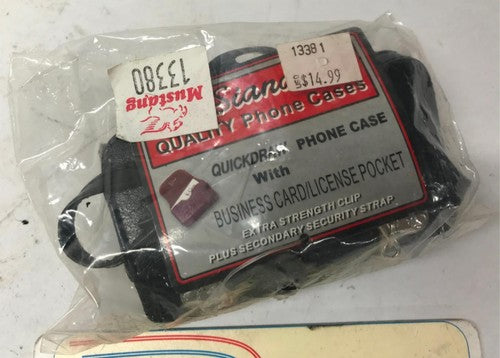 Mustang
13380
13381
$14.99
QUALITY Phone Cases
QUICKDRAW PHONE CASE
With
BUSINESS CARD/LICENSE POCKET
EXTRA STRENGTH CLIP
PLUS SECONDARY SECURITY STRAP